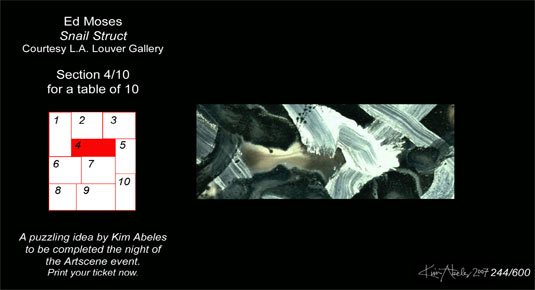 Ed Moses
Snail Struct
Courtesy L.A. Louver Gallery
Section 4/10
for a table of 10
1 2 3
4 5
6 7
8 9 10
A puzzling idea by Kim Abeles
to be completed the night of
the Artscene event.
Print your ticket now.
Kim Abeles 2007 244/600